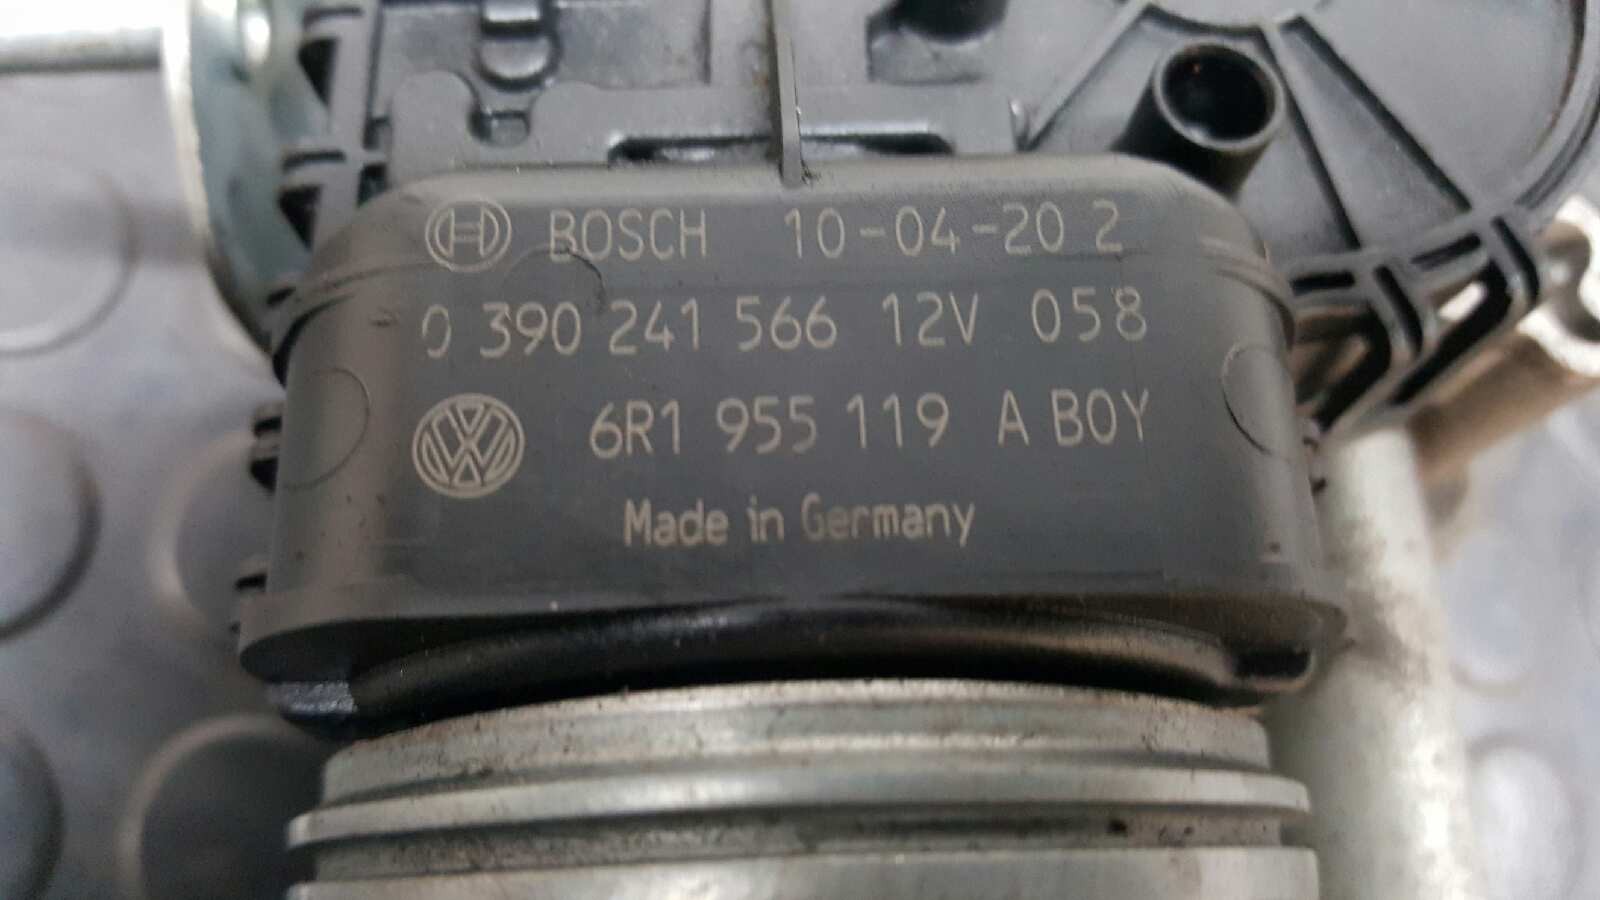 BOSCH 10-04-20 2
0 390 241 566 12V 058
6R1 955 119 A B0Y
Made in Germany